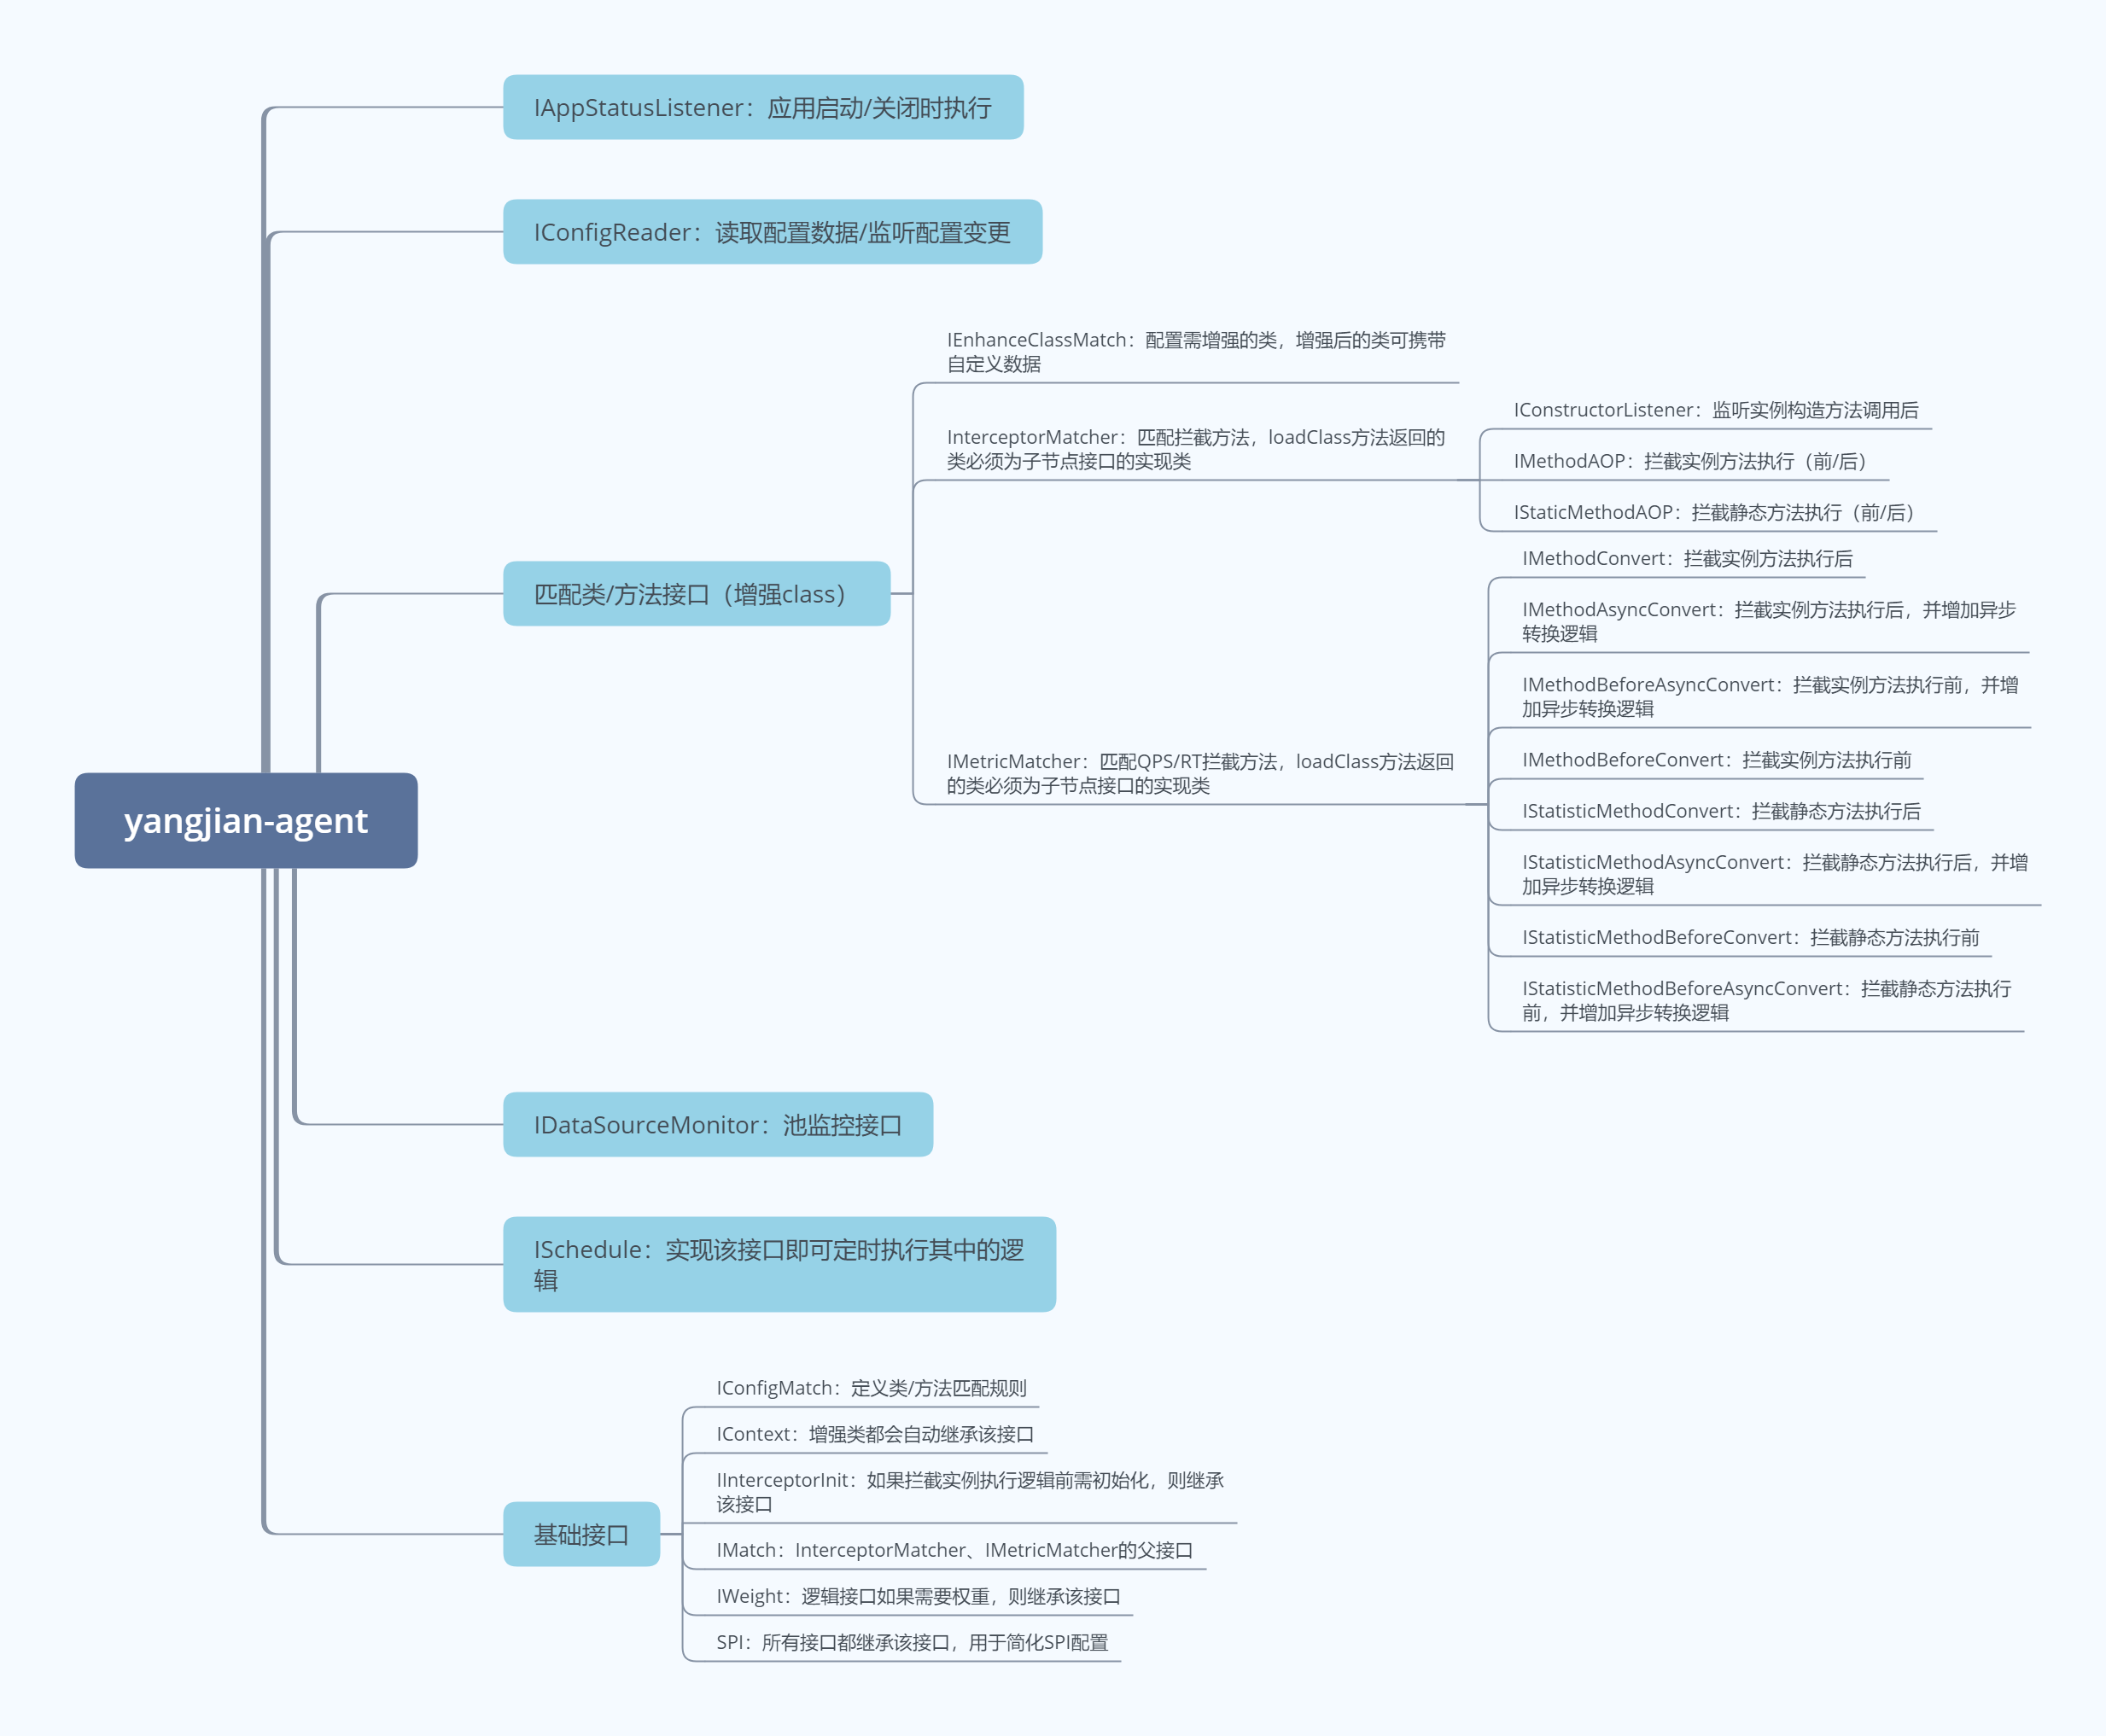 IAppStatusListener：应用启动/关闭时执行
IConfigReader：读取配置数据/监听配置变更
IEnhanceClassMatch：配置需增强的类，增强后的类可携带
自定义数据
IConstructorListener：监听实例构造方法调用后
InterceptorMatcher：匹配拦截方法，loadClass方法返回的
类必须为子节点接口的实现类
IMethodAOP：拦截实例方法执行（前/后）
IStaticMethodAOP：拦截静态方法执行（前/后）
匹配类/方法接口（增强class）
IMethodConvert：拦截实例方法执行后
IMethodAsyncConvert：拦截实例方法执行后，并增加异步
转换逻辑
IMethodBeforeAsyncConvert：拦截实例方法执行前，并增
加异步转换逻辑
IMetricMatcher：匹配QPS/RT拦截方法，loadClass方法返回
的类必须为子节点接口的实现类
IMethodBeforeConvert：拦截实例方法执行前
IStatisticMethodConvert：拦截静态方法执行后
IStatisticMethodAsyncConvert：拦截静态方法执行后，并增
加异步转换逻辑
IStatisticMethodBeforeConvert：拦截静态方法执行前
IStatisticMethodBeforeAsyncConvert：拦截静态方法执行
前，并增加异步转换逻辑
yangjian-agent
IDataSourceMonitor：池监控接口
ISchedule：实现该接口即可定时执行其中的逻
辑
基础接口
IConfigMatch：定义类/方法匹配规则
IContext：增强类都会自动继承该接口
IInterceptorInit：如果拦截实例执行逻辑前需初始化，则继承
该接口
IMatch：InterceptorMatcher、IMetricMatcher的父接口
IWeight：逻辑接口如果需要权重，则继承该接口
SPI：所有接口都继承该接口，用于简化SPI配置